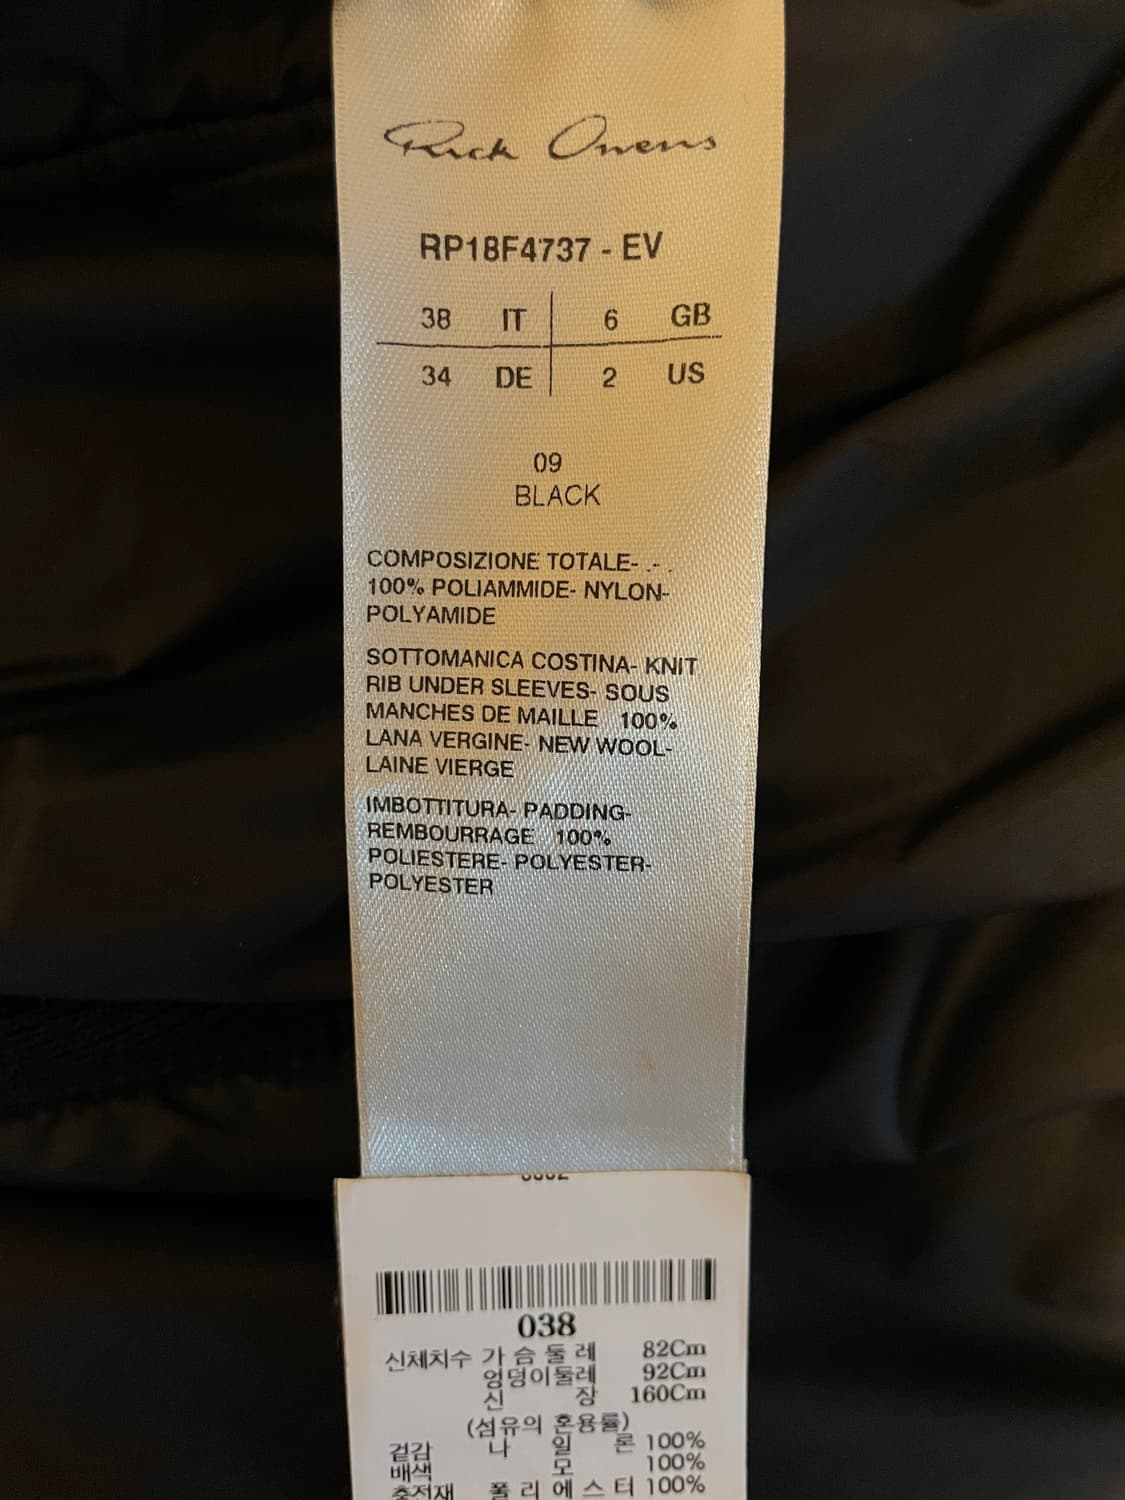 Rick Owens
RP18F4737 - EV
38 IT 6 GB
34 DE 2 US
09
BLACK
COMPOSIZIONE TOTALE- .- .
100% POLIAMMIDE- NYLON-
POLYAMIDE
SOTTOMANICA COSTINA- KNIT
RIB UNDER SLEEVES- SOUS
MANCHES DE MAILLE 100%
LANA VERGINE- NEW WOOL-
LAINE VIERGE
IMBOTTITURA- PADDING-
REMBOURRAGE 100%
POLIESTERE- POLYESTER-
POLYESTER
038
신체치수 가 슴 둘 레 82Cm
엉덩이둘레 92Cm
신 장 160Cm
(섬유의 혼용률)
겉감 나 일 론 100%
배색 모 100%
충전재 폴 리 에 스 터 100%